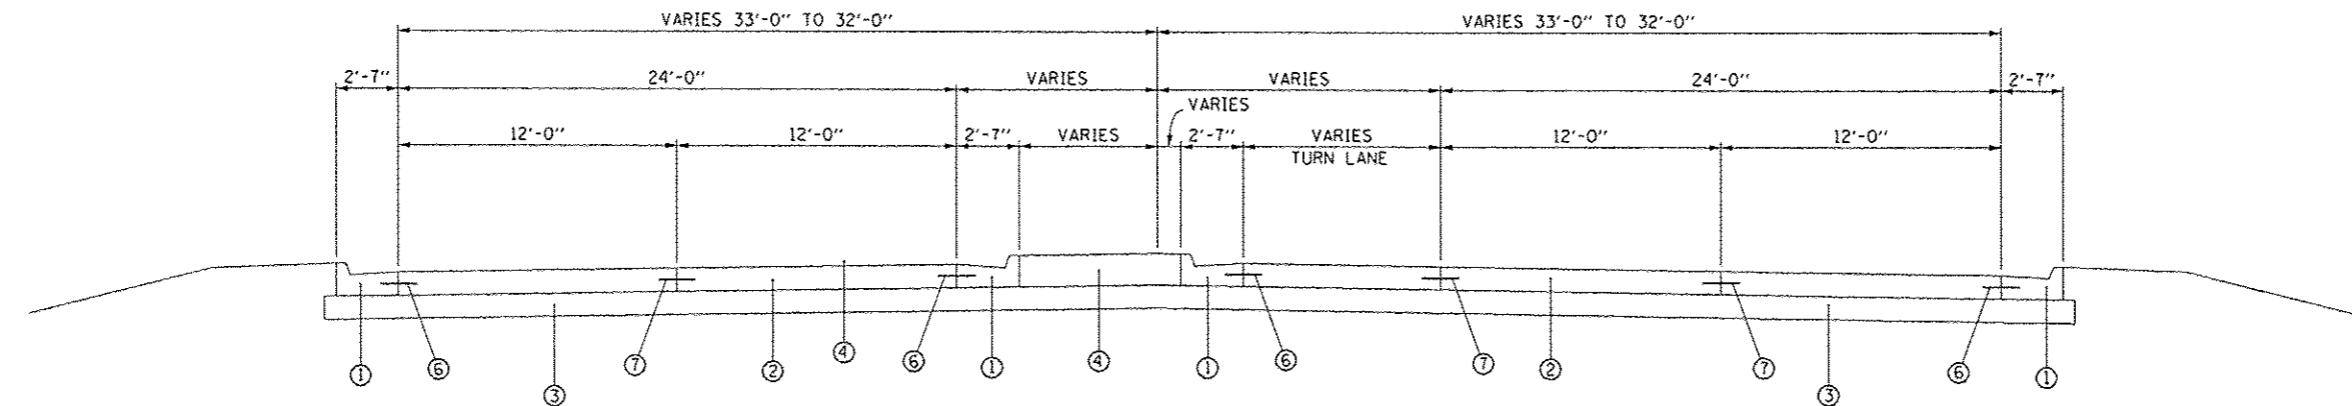 VARIES 33'-0" TO 32'-0" VARIES 33'-0" TO 32'-0"
2'-7" 24'-0" VARIES VARIES 24'-0" 2'-7"
VARIES
12'-0" 12'-0" 2'-7" VARIES 2'-7" VARIES 12'-0" 12'-0"
TURN LANE
1 6 3 7 2 4 6 1 4 1 6 7 2 7 3 6 1